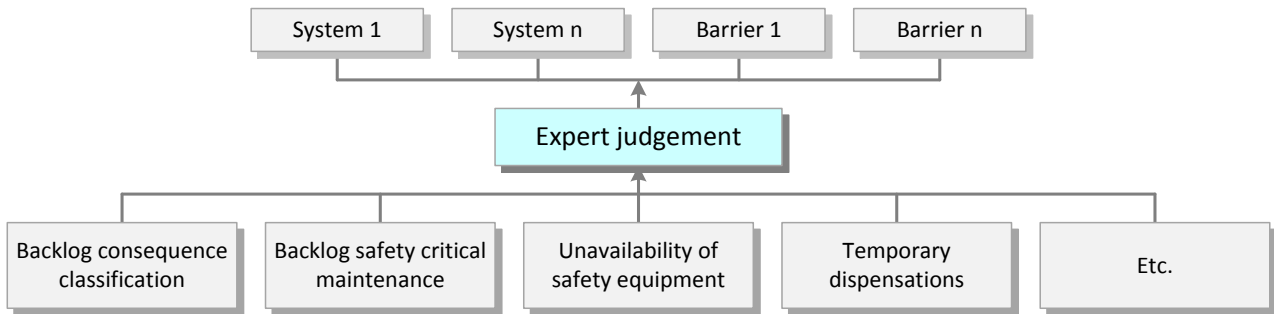 System 1
System n
Barrier 1
Barrier n
Expert judgement
Backlog consequence
classification
Backlog safety critical
maintenance
Unavailability of
safety equipment
Temporary
dispensations
Etc.